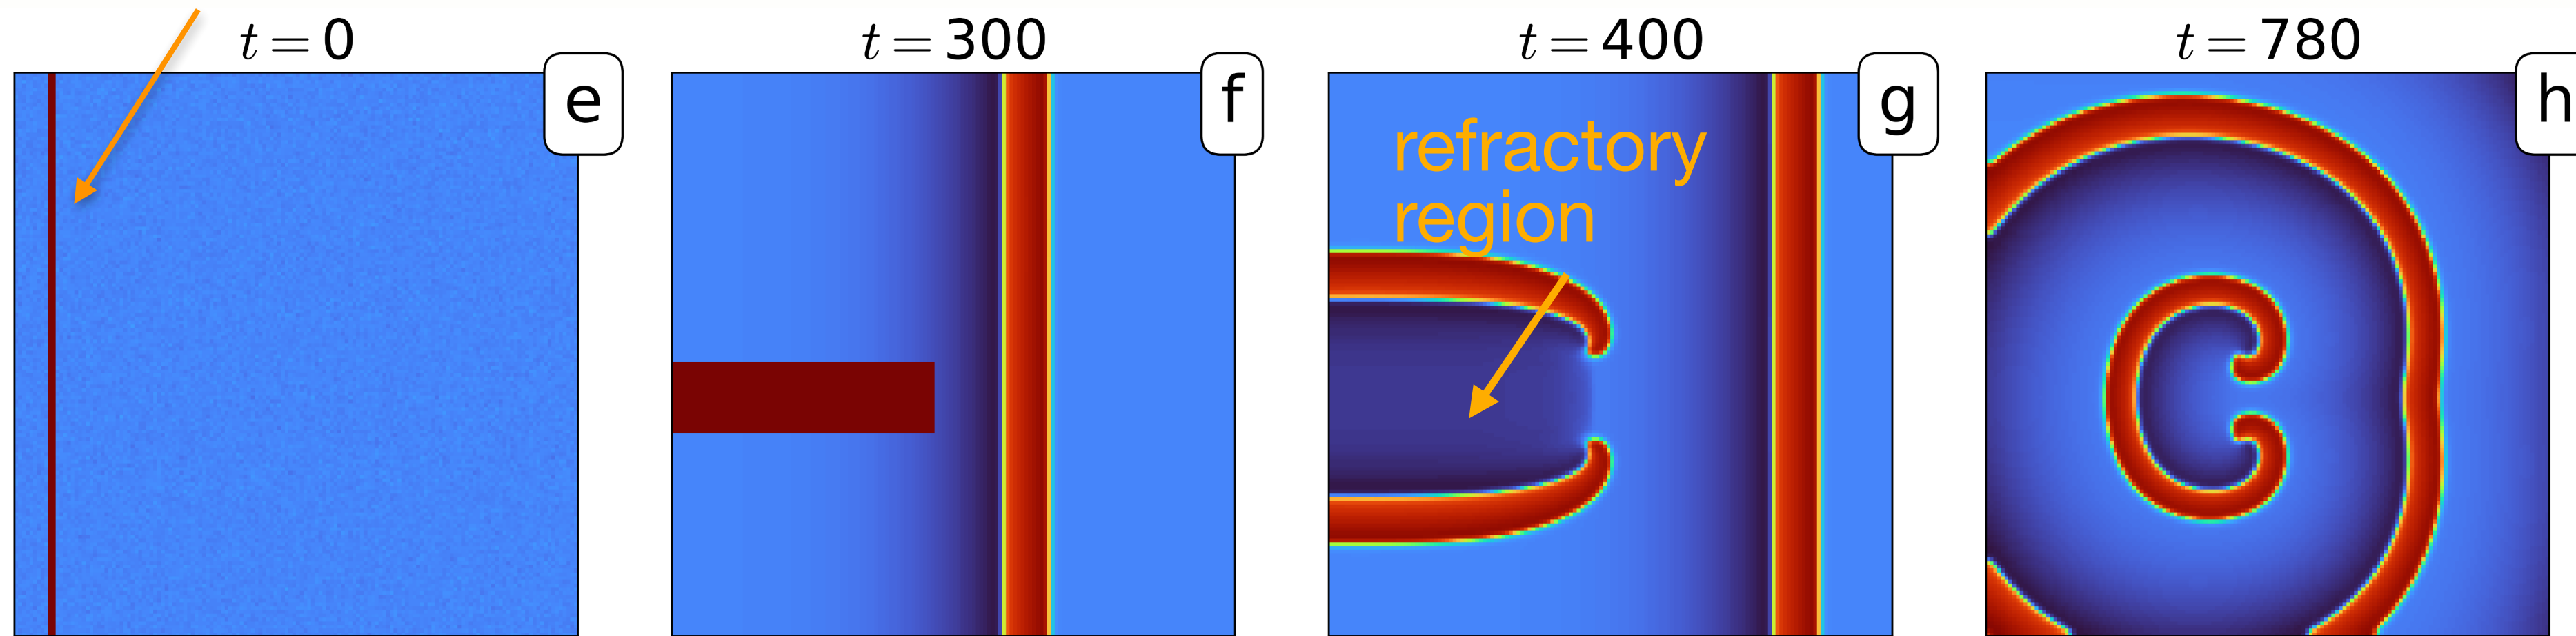 t = 0
e
t = 300
f
t = 400
g
refractory
region
t = 780
h